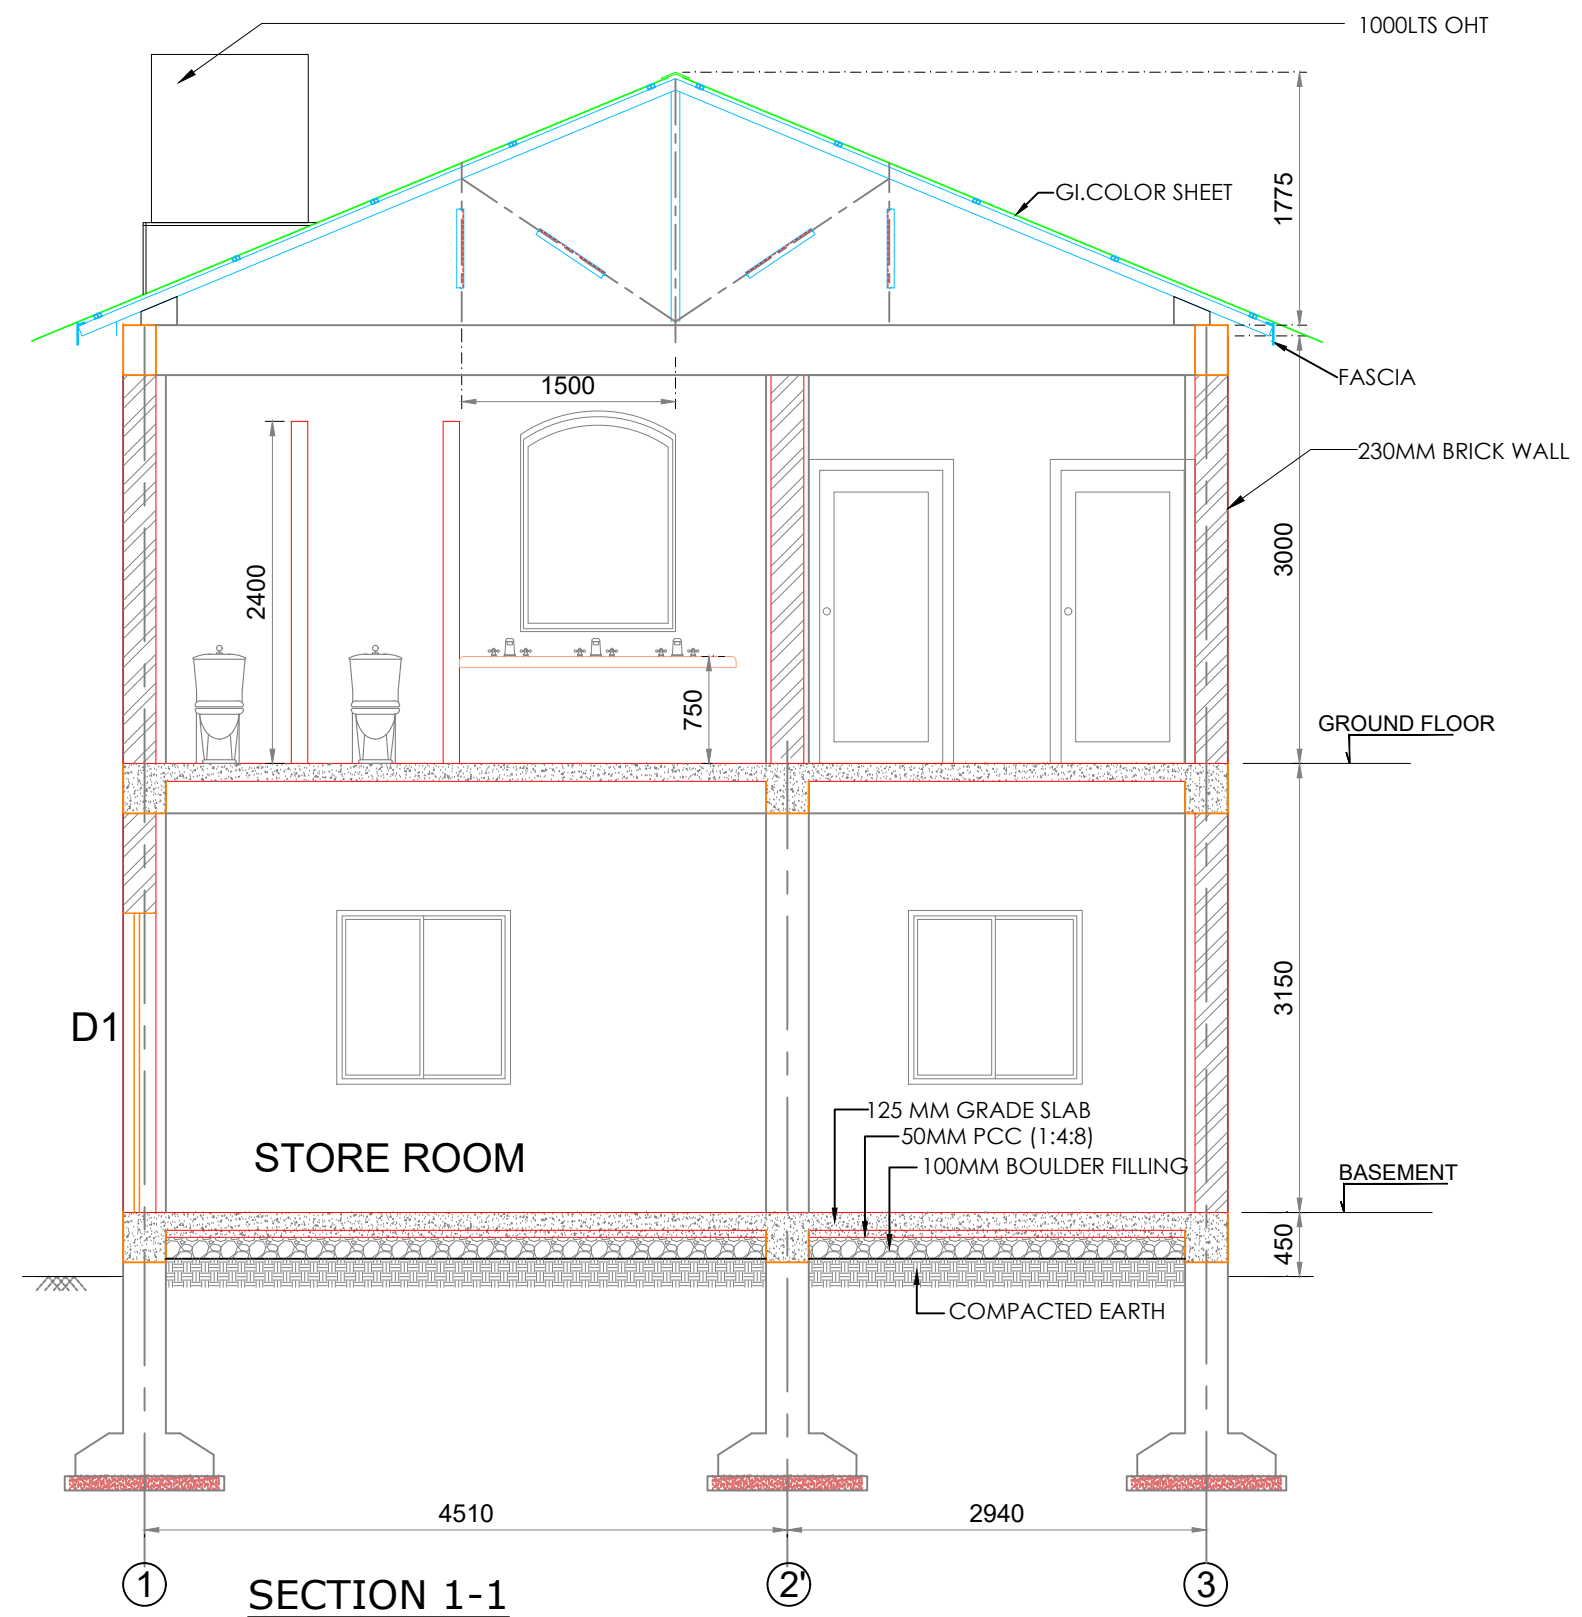 1000LTS OHT
1775
GI.COLOR SHEET
FASCIA
1500
230MM BRICK WALL
3000
2400
750
GROUND FLOOR
3150
D1
125 MM GRADE SLAB
50MM PCC (1:4:8)
STORE ROOM
100MM BOULDER FILLING
BASEMENT
450
COMPACTED EARTH
4510
2940
1
2'
3
SECTION 1-1